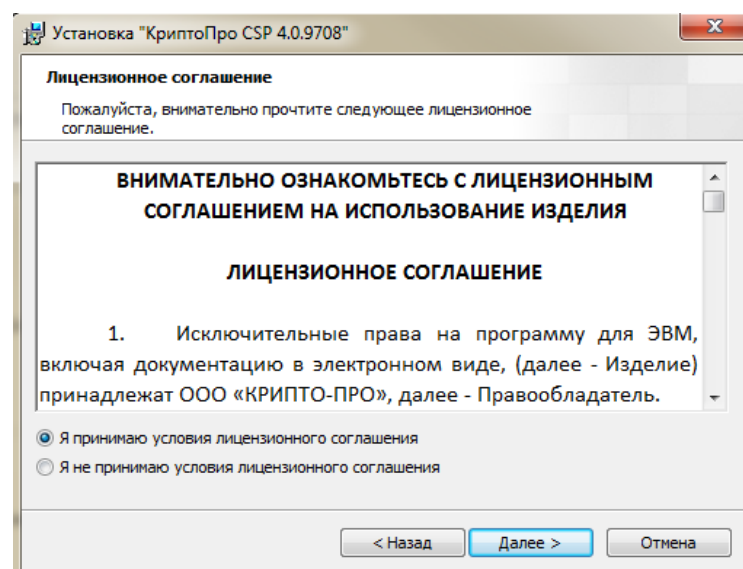 Установка "КриптоПро CSP 4.0.9708"
Лицензионное соглашение
Пожалуйста, внимательно прочтите следующее лицензионное
соглашение.
ВНИМАТЕЛЬНО ОЗНАКОМЬТЕСЬ С ЛИЦЕНЗИОННЫМ
СОГЛАШЕНИЕМ НА ИСПОЛЬЗОВАНИЕ ИЗДЕЛИЯ
ЛИЦЕНЗИОННОЕ СОГЛАШЕНИЕ
1. Исключительные права на программу для ЭВМ,
включая документацию в электронном виде, (далее - Изделие)
принадлежат ООО «КРИПТО-ПРО», далее - Правообладатель.
Я принимаю условия лицензионного соглашения
Я не принимаю условия лицензионного соглашения
< Назад Далее > Отмена